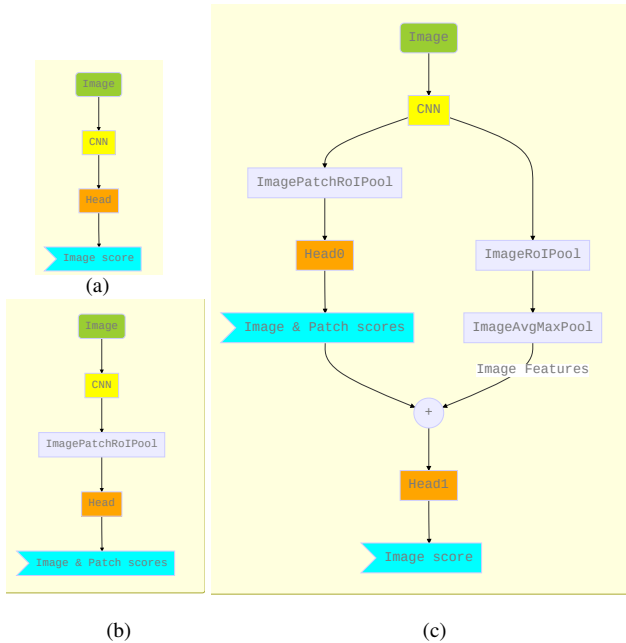 Image
CNN
Head
Image score
(a)
Image
CNN
ImagePatchRoIPool
Head
Image & Patch scores
(b)
Image
CNN
ImagePatchRoIPool
Head0
ImageRoIPool
Image & Patch scores
ImageAvgMaxPool
Image Features
+
Head1
Image score
(c)